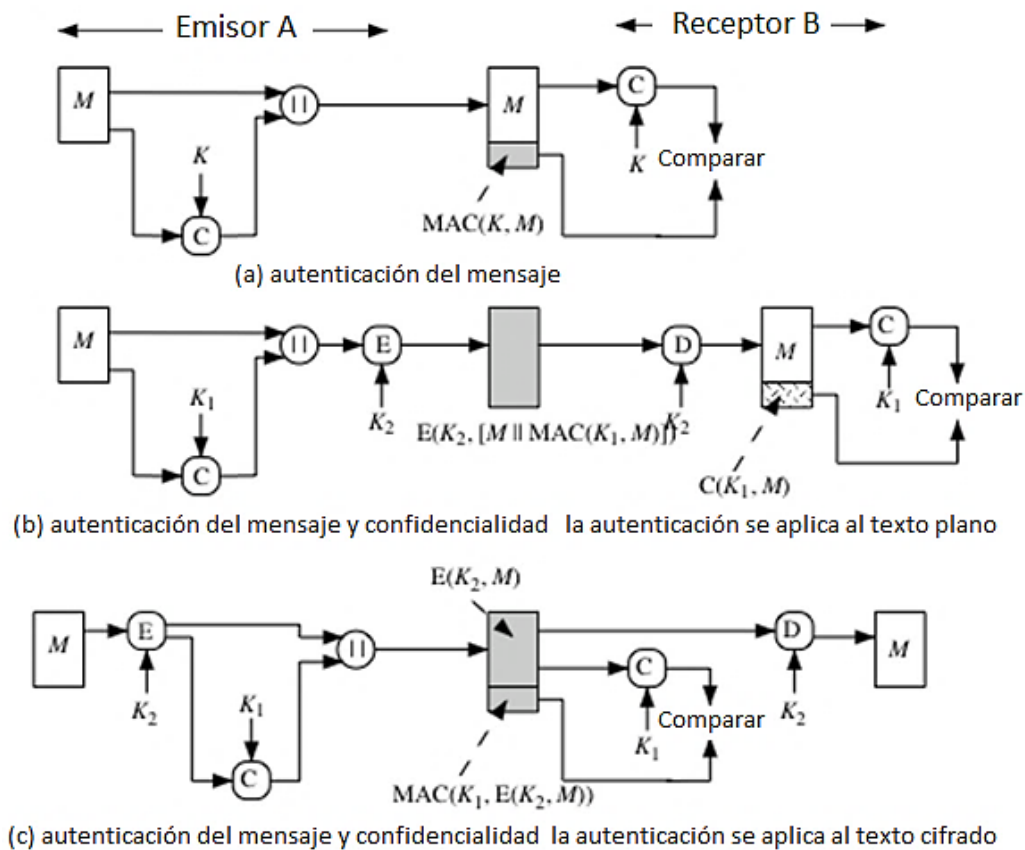 Emisor A
Receptor B
M
||
M
C
K
K
Comparar
C
MAC(K, M)
(a) autenticación del mensaje
M
||
E
D
M
C
K₁
K₂
K₂
K₁
Comparar
C
E(K₂, [M || MAC(K₁, M)])
C(K₁, M)
(b) autenticación del mensaje y confidencialidad la autenticación se aplica al texto plano
E(K₂, M)
M
E
||
D
M
C
K₂
K₁
Comparar
K₂
K₁
C
MAC(K₁, E(K₂, M))
(c) autenticación del mensaje y confidencialidad la autenticación se aplica al texto cifrado